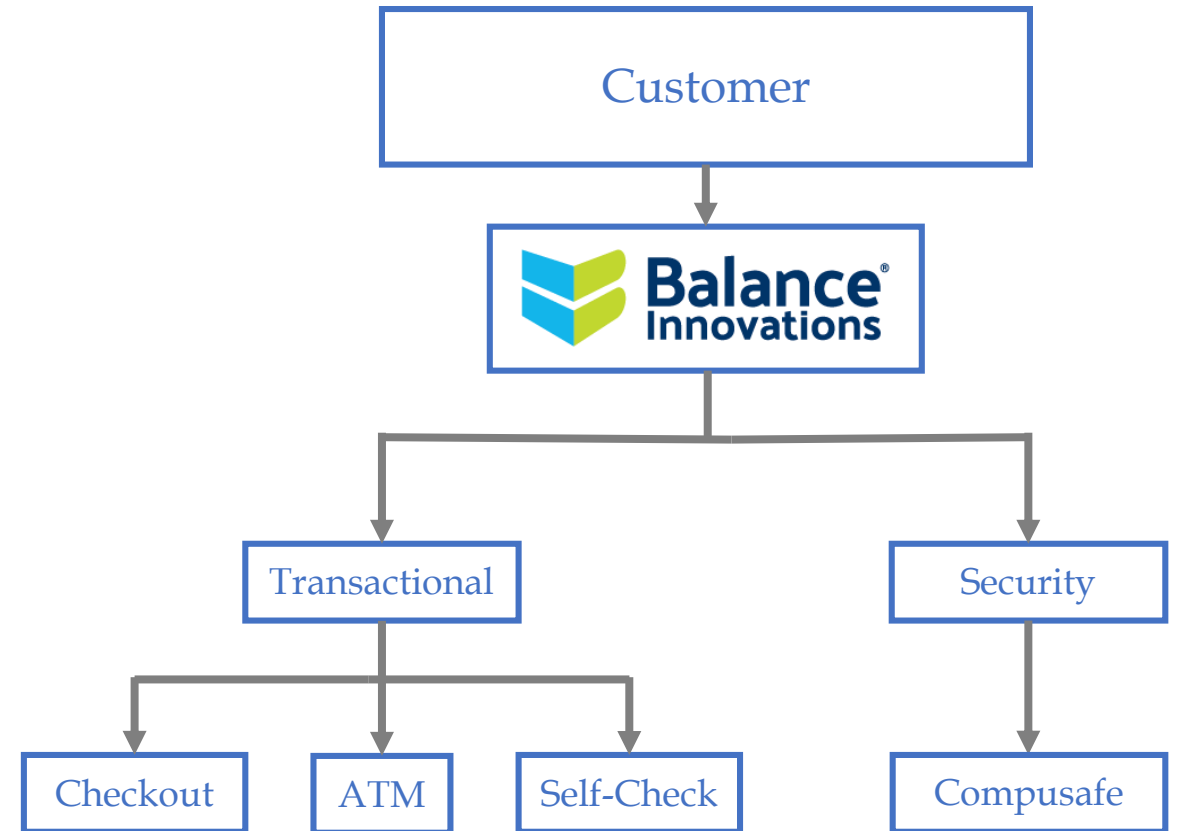 Customer
Balance®
Innovations
Transactional
Security
Checkout
ATM
Self-Check
Compusafe